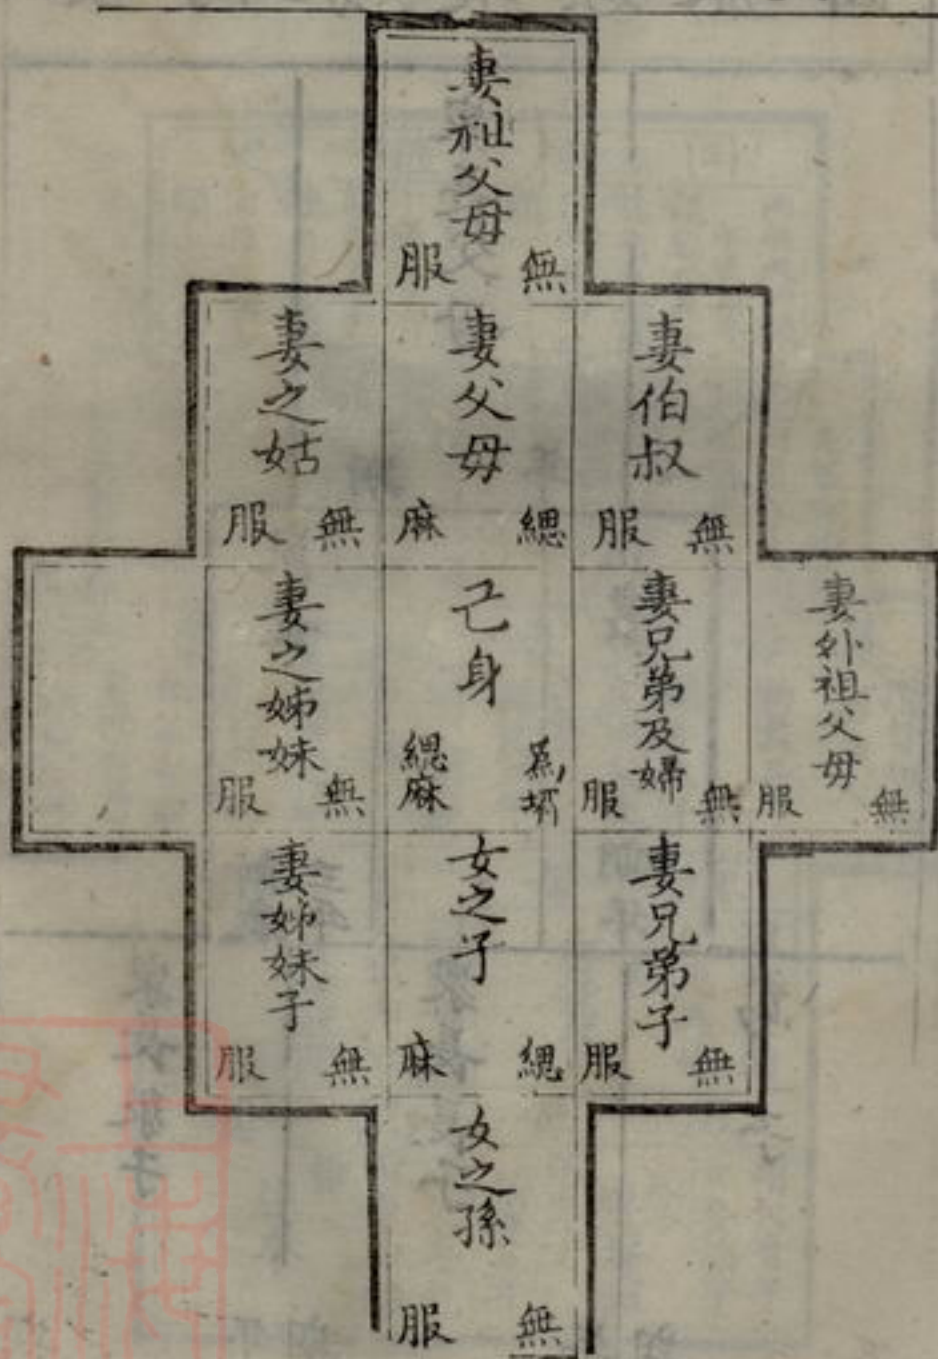 妻祖父母
無服
妻伯叔
無服
妻父母
緦麻
妻之姑
無服
妻外祖父母
無服
妻兄弟及婦
無服
己身
為壻緦麻
妻之姊妹
無服
妻兄弟子
無服
女之子
緦麻
妻姊妹子
無服
女之孫
無服